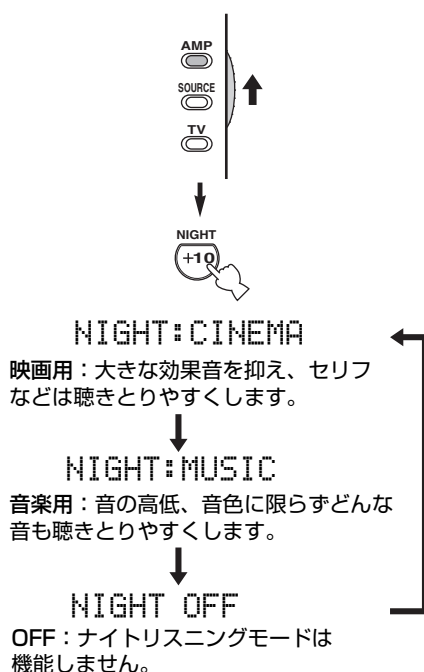 AMP
SOURCE
TV
NIGHT
+10
NIGHT:CINEMA
映画用：大きな効果音を抑え、セリフ
などは聴きとりやすくします。
NIGHT:MUSIC
音楽用：音の高低、音色に限らずどんな
音も聴きとりやすくします。
NIGHT OFF
OFF：ナイトリスニングモードは
機能しません。